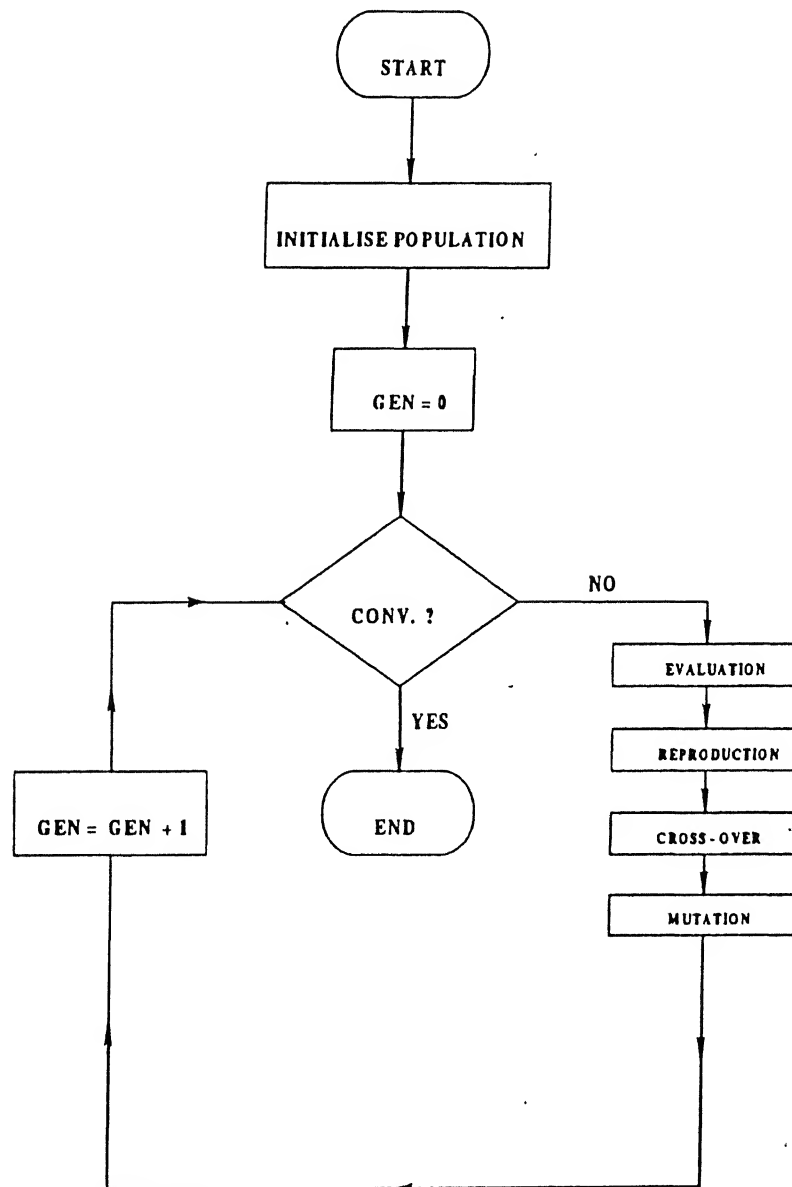 START
INITIALISE POPULATION
GEN = 0
CONV. ?
NO
YES
END
EVALUATION
REPRODUCTION
CROSS-OVER
MUTATION
GEN = GEN + 1